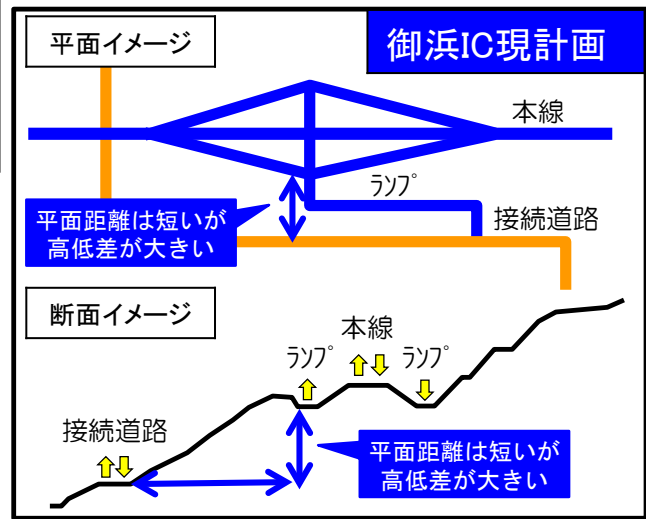 平面イメージ
御浜IC現計画
本線
ﾗﾝﾌﾟ
接続道路
平面距離は短いが
高低差が大きい
断面イメージ
本線
ﾗﾝﾌﾟ
ﾗﾝﾌﾟ
接続道路
平面距離は短いが
高低差が大きい